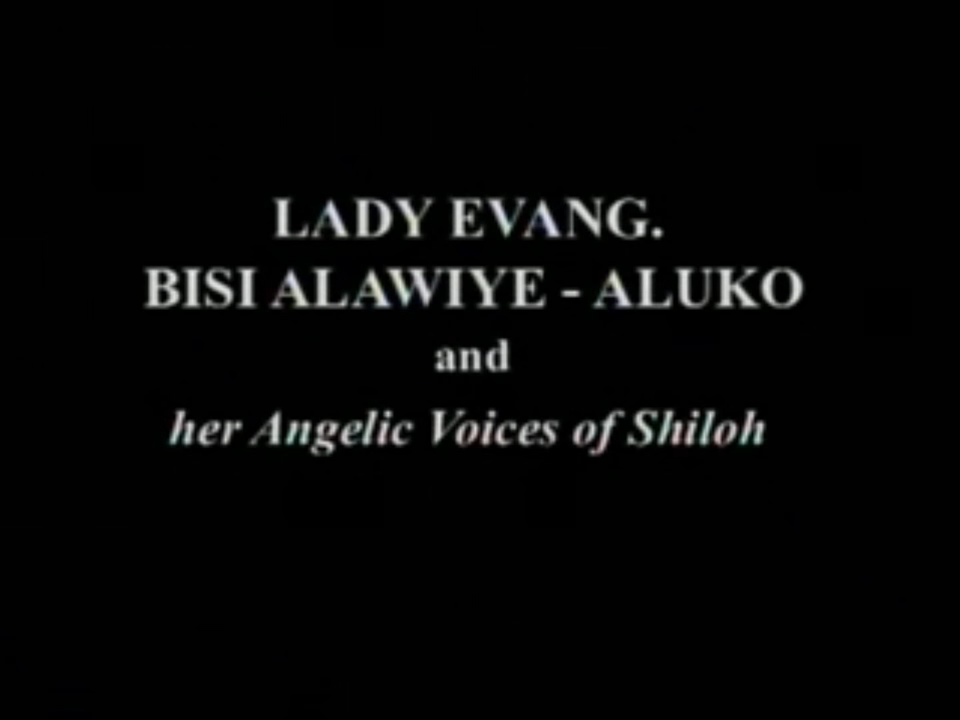 LADY EVANG.
BISI ALAWIYE - ALUKO
and
her Angelic Voices of Shiloh